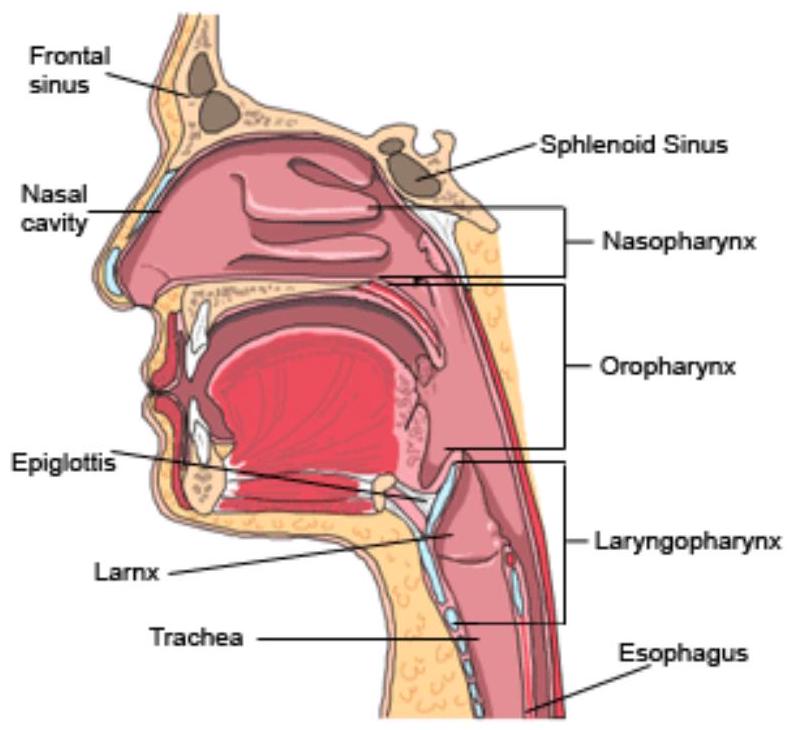 Frontal
sinus
Sphlenoid Sinus
Nasal
cavity
Nasopharynx
Oropharynx
Epiglottis
Laryngopharynx
Larnx
Trachea
Esophagus